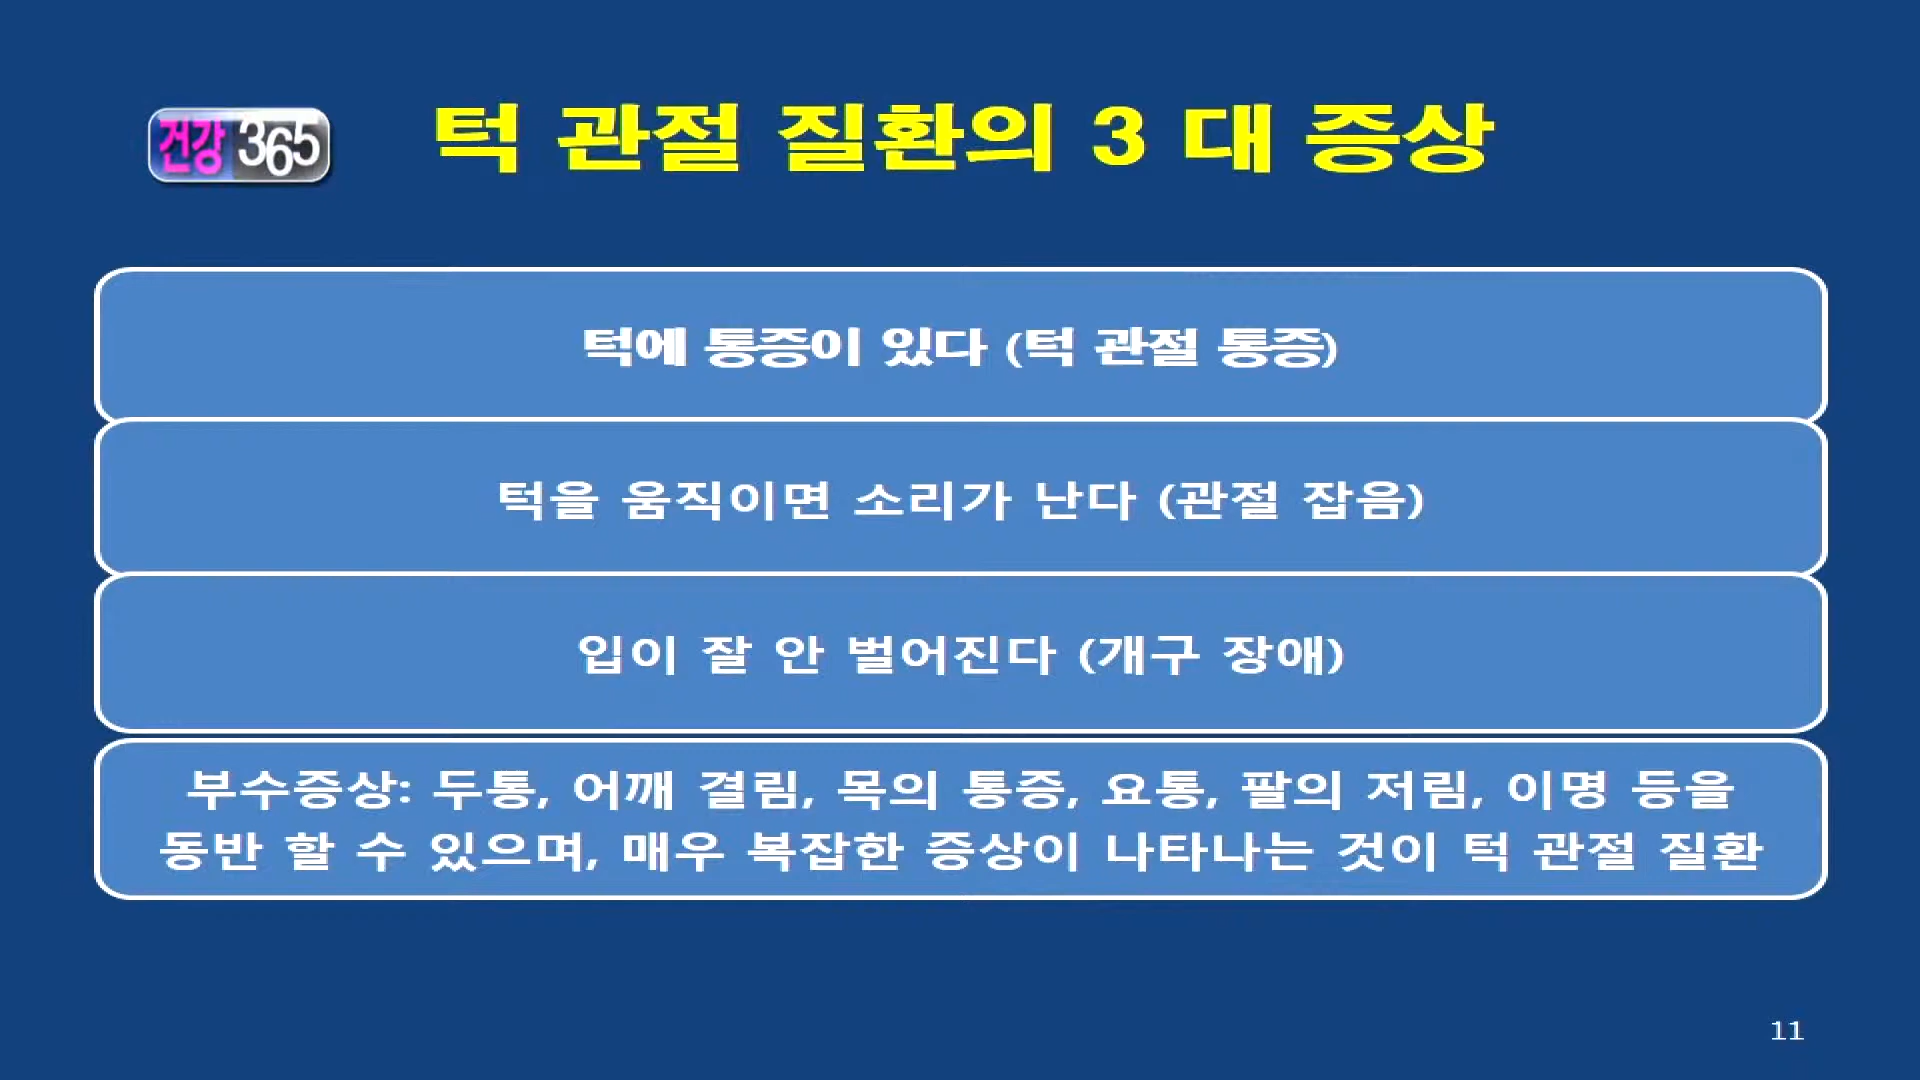 건강 365
턱 관절 질환의 3 대 증상
턱에 통증이 있다 (턱 관절 통증)
턱을 움직이면 소리가 난다 (관절 잡음)
입이 잘 안 벌어진다 (개구 장애)
부수증상: 두통, 어깨 결림, 목의 통증, 요통, 팔의 저림, 이명 등을
동반 할 수 있으며, 매우 복잡한 증상이 나타나는 것이 턱 관절 질환
11